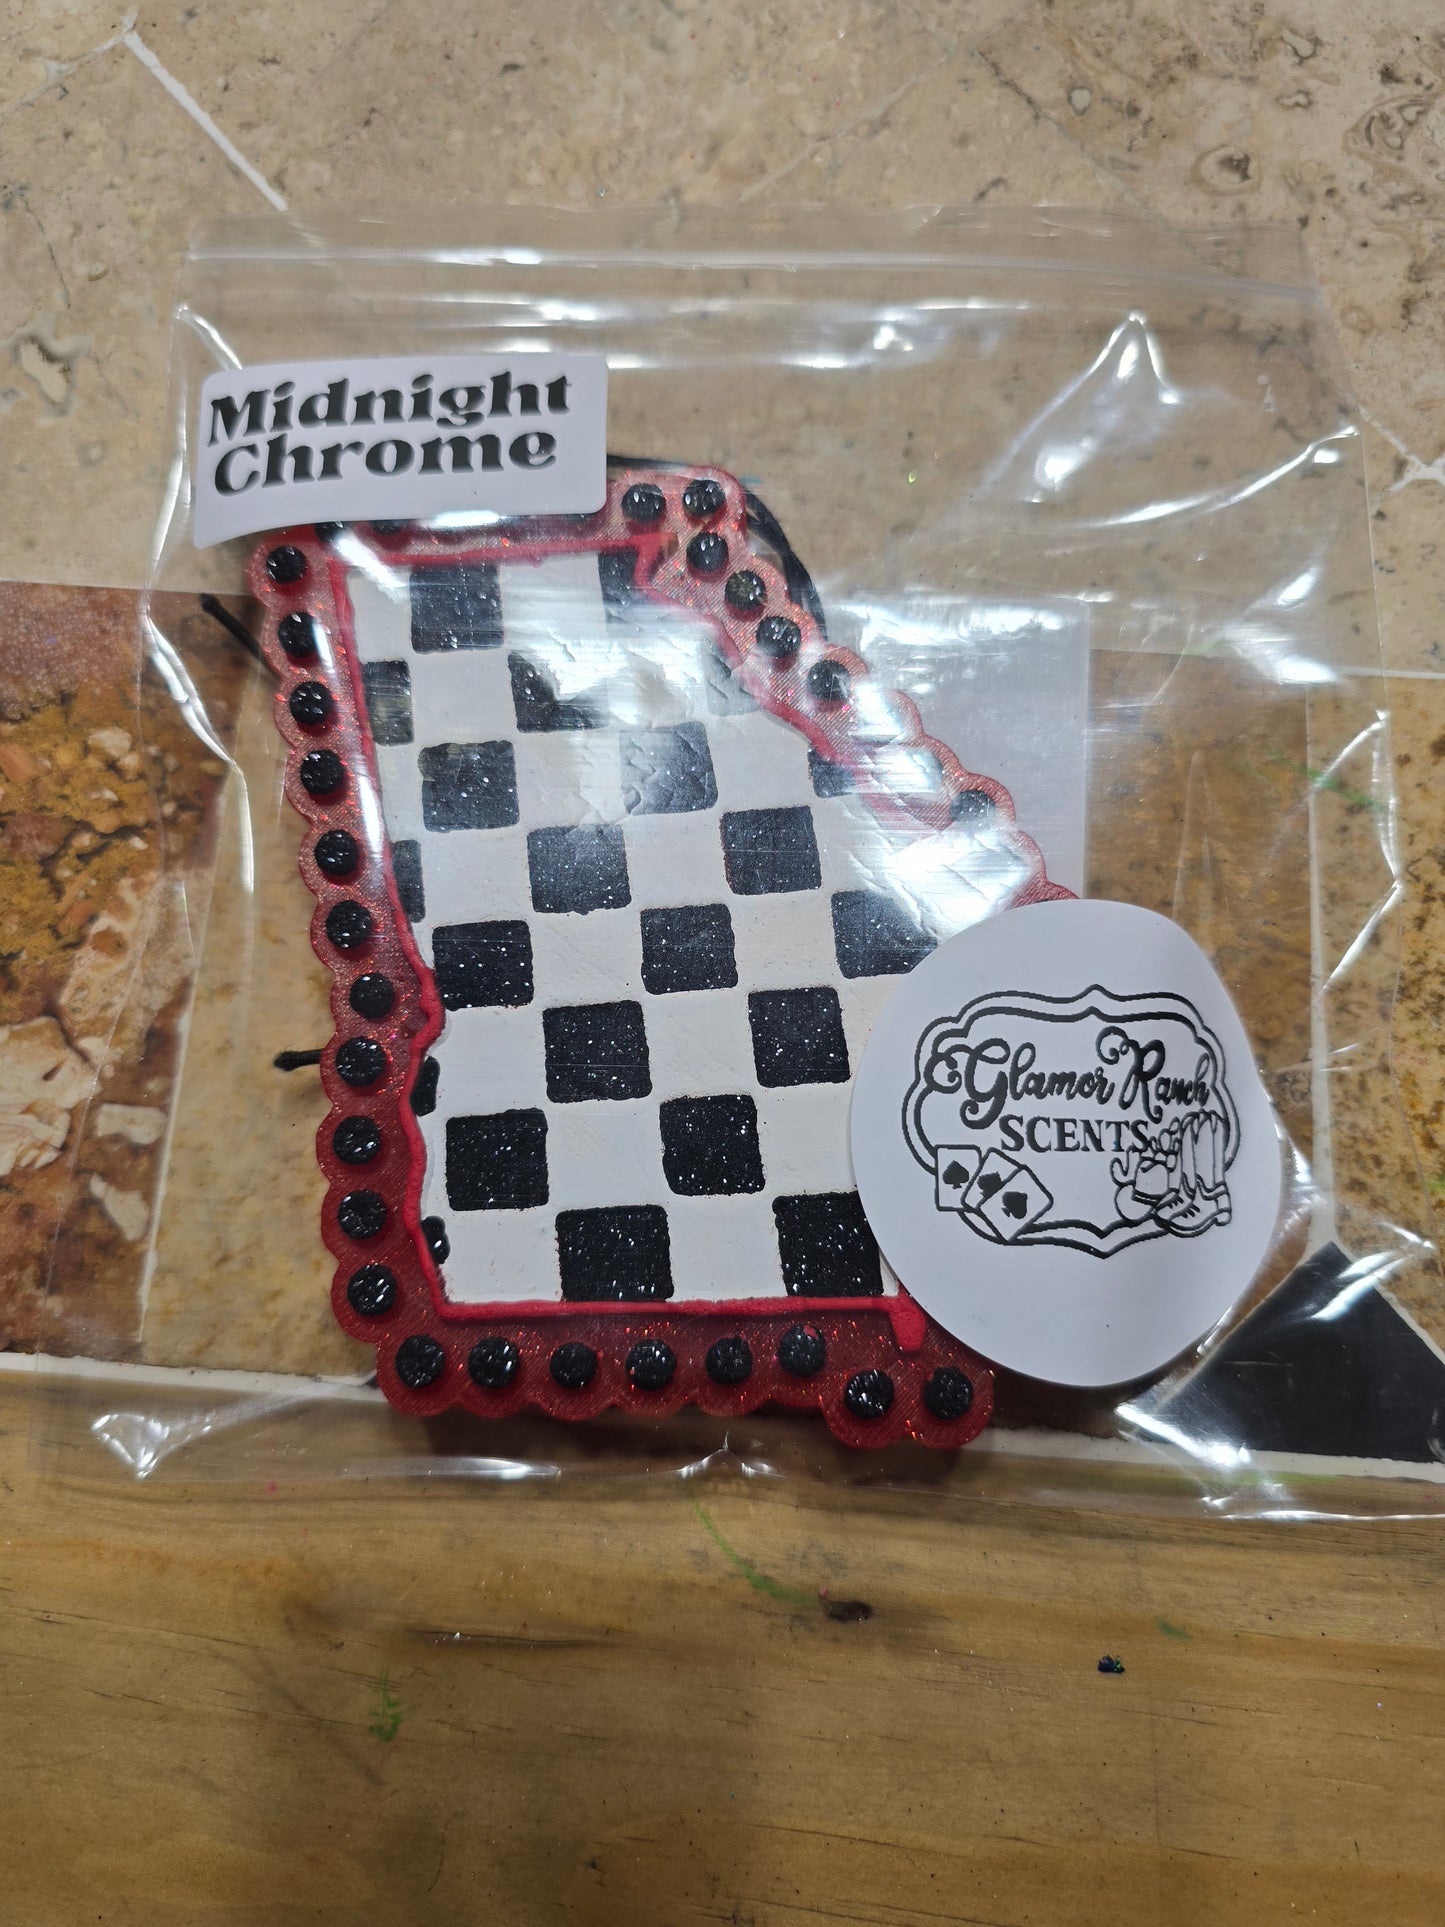 Midnight
Chrome
Glamor Ranch
SCENTS